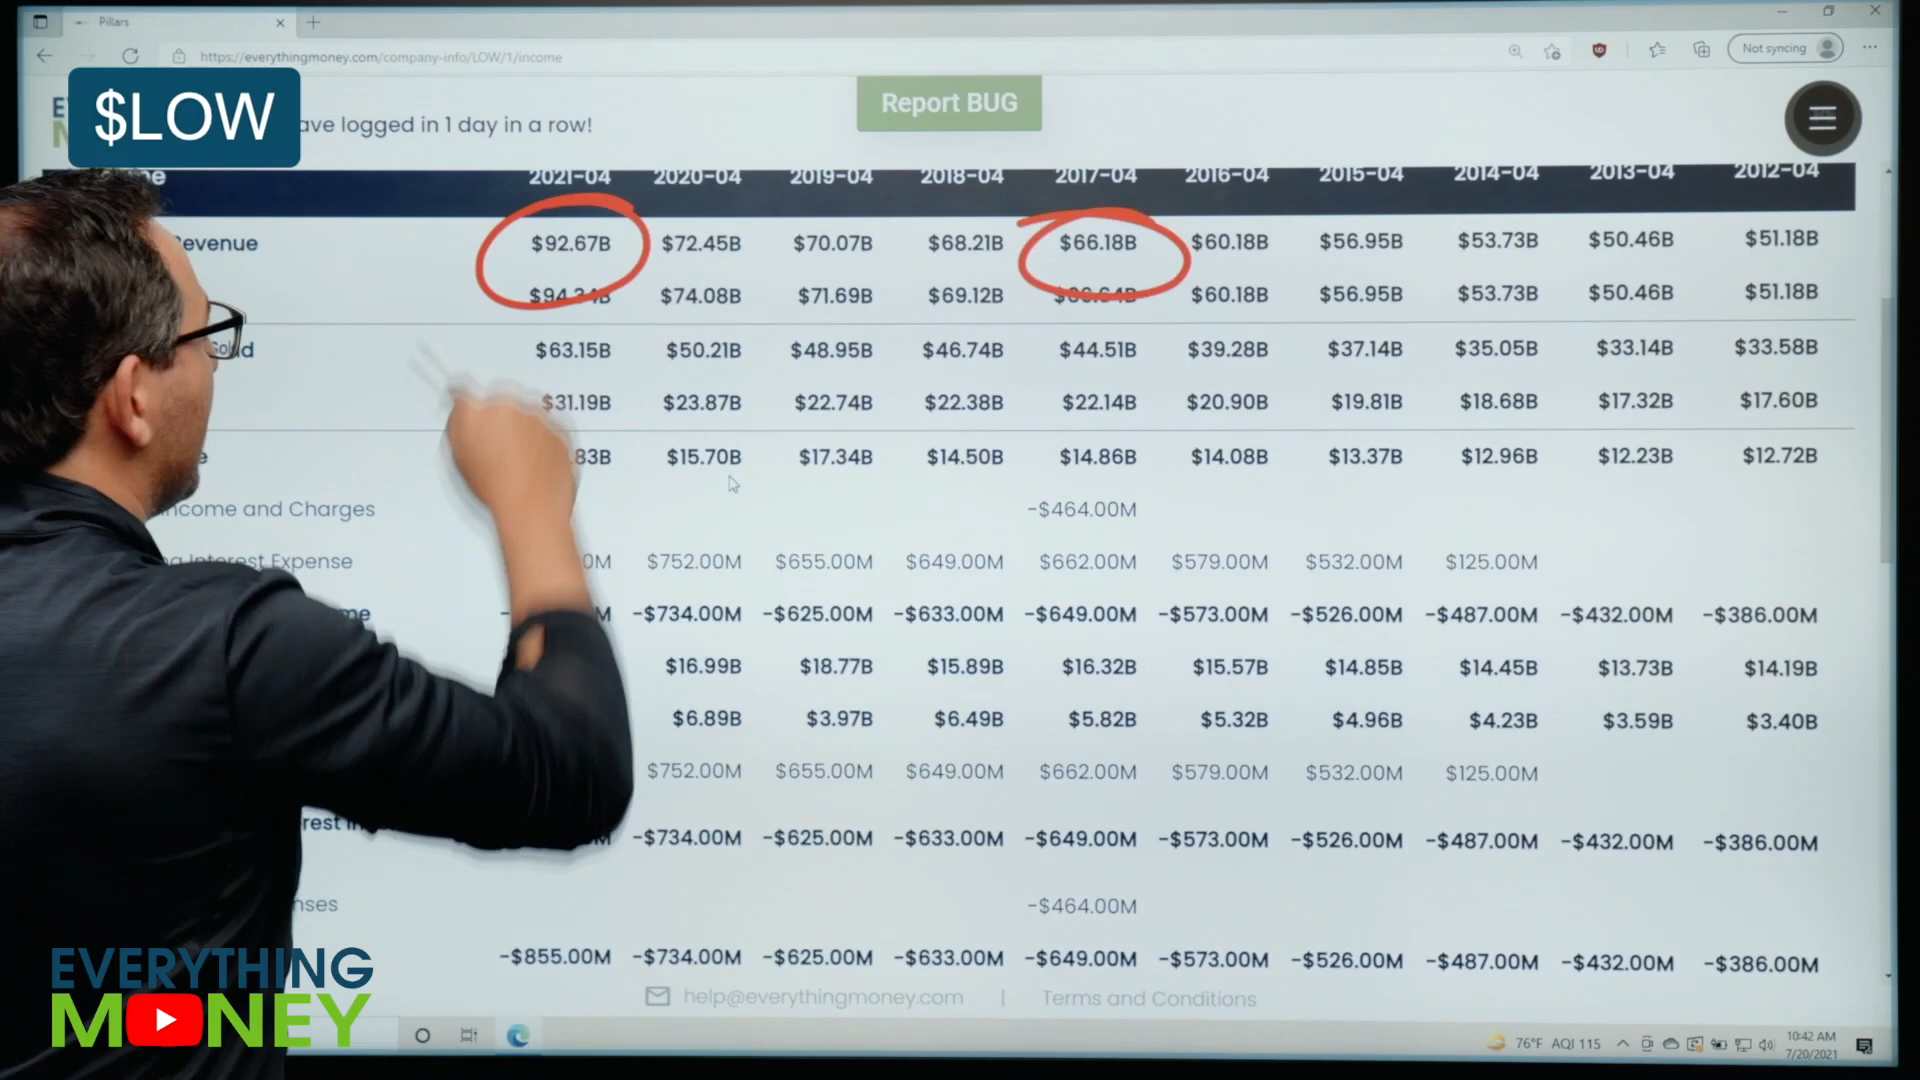 Pillars
https://everythingmoney.com/company-info/LOW/1/income
Not syncing
$LOW
ave logged in 1 day in a row!
Report BUG
2021-04 2020-04 2019-04 2018-04 2017-04 2016-04 2015-04 2014-04 2013-04 2012-04
Revenue $92.67B $72.45B $70.07B $68.21B $66.18B $60.18B $56.95B $53.73B $50.46B $51.18B
$94.34B $74.08B $71.69B $69.12B $60.18B $56.95B $53.73B $50.46B $51.18B
Sold $63.15B $50.21B $48.95B $46.74B $44.51B $39.28B $37.14B $35.05B $33.14B $33.58B
$31.19B $23.87B $22.74B $22.38B $22.14B $20.90B $19.81B $18.68B $17.32B $17.60B
.83B $15.70B $17.34B $14.50B $14.86B $14.08B $13.37B $12.96B $12.23B $12.72B
Income and Charges -$464.00M
Interest Expense $752.00M $655.00M $649.00M $662.00M $579.00M $532.00M $125.00M
-$734.00M -$625.00M -$633.00M -$649.00M -$573.00M -$526.00M -$487.00M -$432.00M -$386.00M
$16.99B $18.77B $15.89B $16.32B $15.57B $14.85B $14.45B $13.73B $14.19B
$6.89B $3.97B $6.49B $5.82B $5.32B $4.96B $4.23B $3.59B $3.40B
$752.00M $655.00M $649.00M $662.00M $579.00M $532.00M $125.00M
-$734.00M -$625.00M -$633.00M -$649.00M -$573.00M -$526.00M -$487.00M -$432.00M -$386.00M
nses -$464.00M
-$855.00M -$734.00M -$625.00M -$633.00M -$649.00M -$573.00M -$526.00M -$487.00M -$432.00M -$386.00M
help@everythingmoney.com | Terms and Conditions
EVERYTHING
MONEY
76°F AQI 115
10:42 AM
7/20/2021